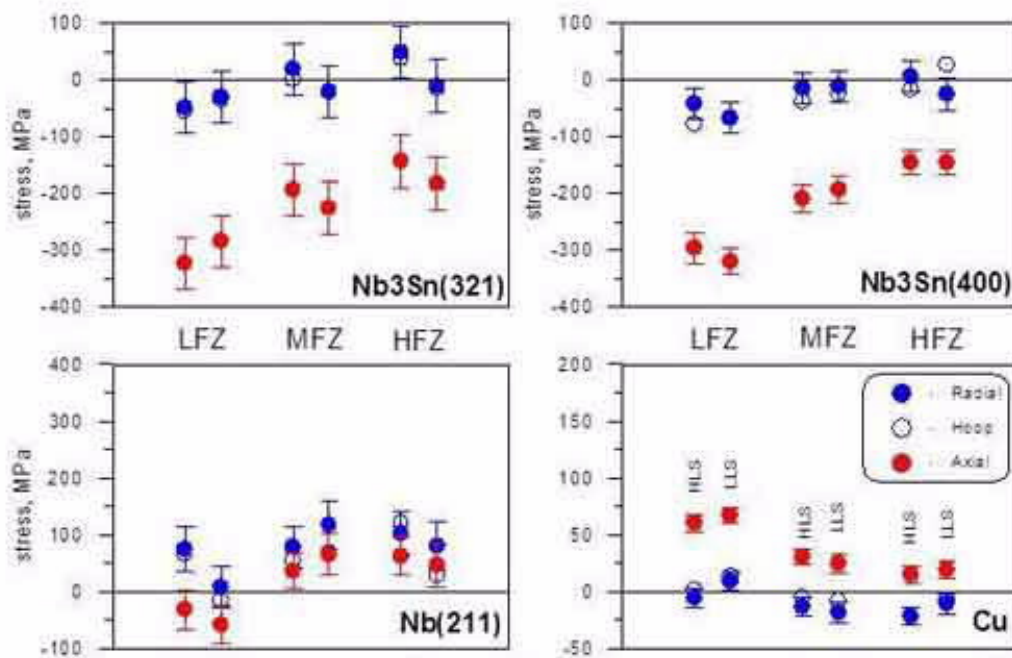 100
0
-100
-200
-300
-400
stress, MPa
Nb3Sn(321)
100
0
-100
-200
-300
-400
stress, MPa
Nb3Sn(400)
LFZ MFZ HFZ
LFZ MFZ HFZ
400
300
200
100
0
-100
stress, MPa
Nb(211)
200
150
100
50
0
-50
- Radial
- Hoop
- Axial
HLS LLS
HLS LLS
HLS LLS
Cu